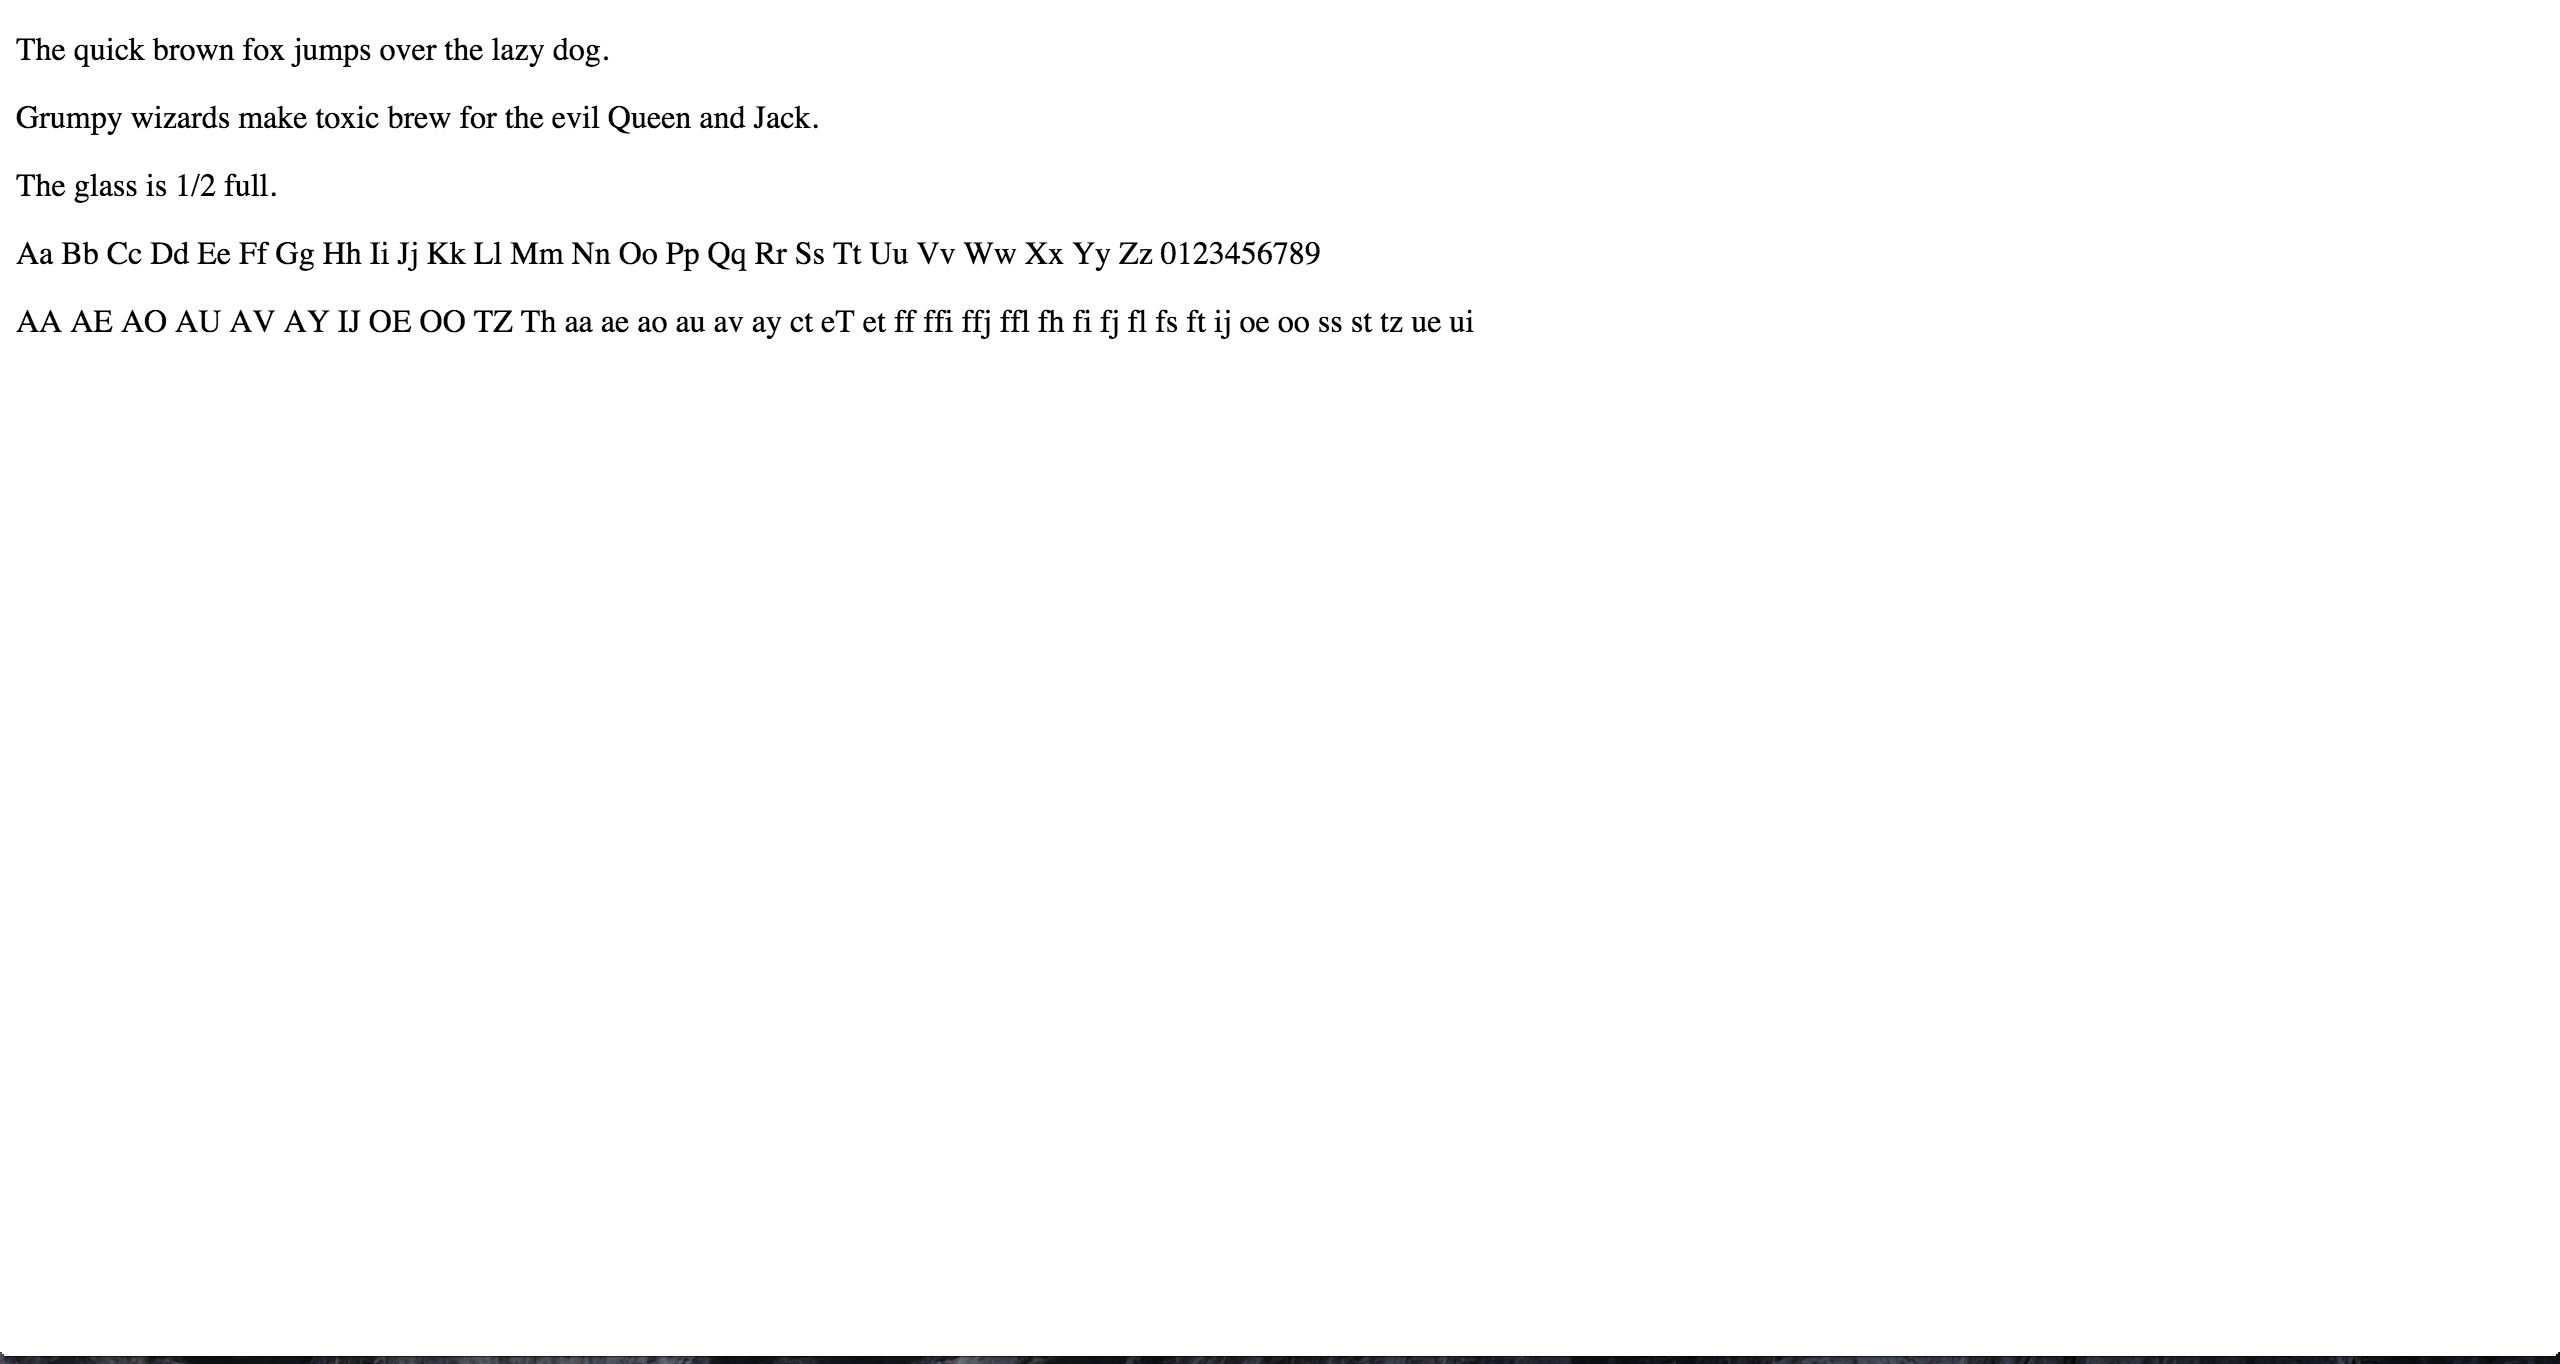 The quick brown fox jumps over the lazy dog.
Grumpy wizards make toxic brew for the evil Queen and Jack.
The glass is 1/2 full.
Aa Bb Cc Dd Ee Ff Gg Hh Ii Jj Kk Ll Mm Nn Oo Pp Qq Rr Ss Tt Uu Vv Ww Xx Yy Zz 0123456789
AA AE AO AU AV AY IJ OE OO TZ Th aa ae ao au av ay ct eT et ff ffi ffj ffl fh fi fj fl fs ft ij oe oo ss st tz ue ui